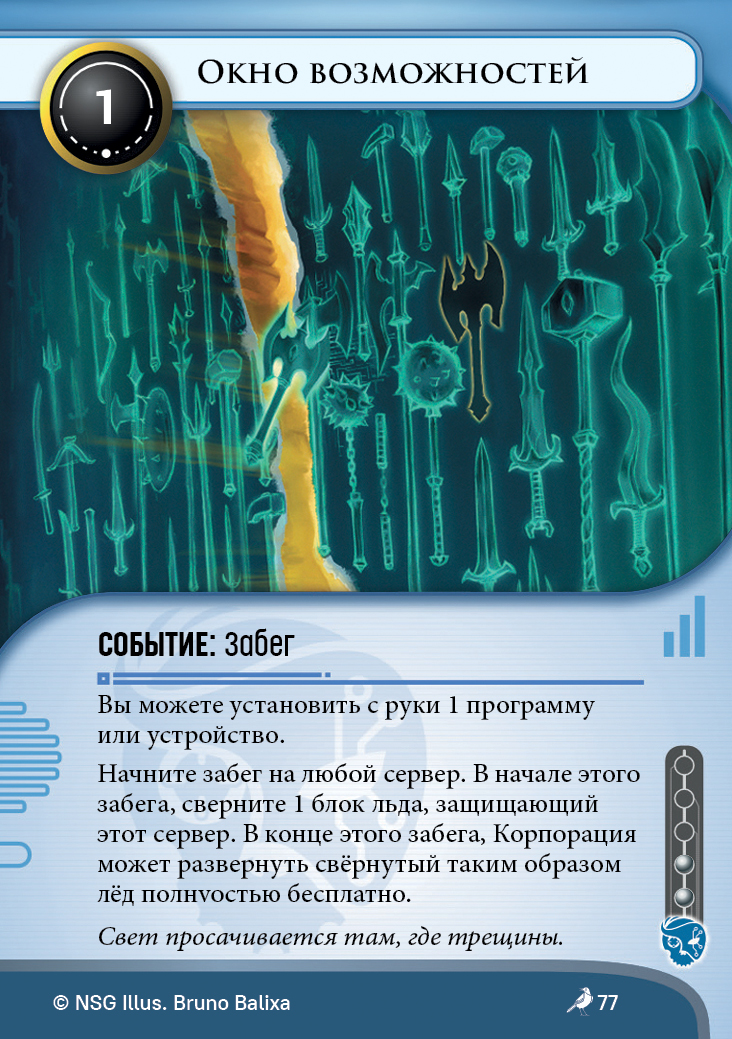 1
Окно возможностей
СОБЫТИЕ: Забег
Вы можете установить с руки 1 программу
или устройство.
Начните забег на любой сервер. В начале этого
забега, сверните 1 блок льда, защищающий
этот сервер. В конце этого забега, Корпорация
может развернуть свёрнутый таким образом
лёд полнуостью бесплатно.
Свет просачивается там, где трещины.
© NSG Illus. Bruno Balixa
77